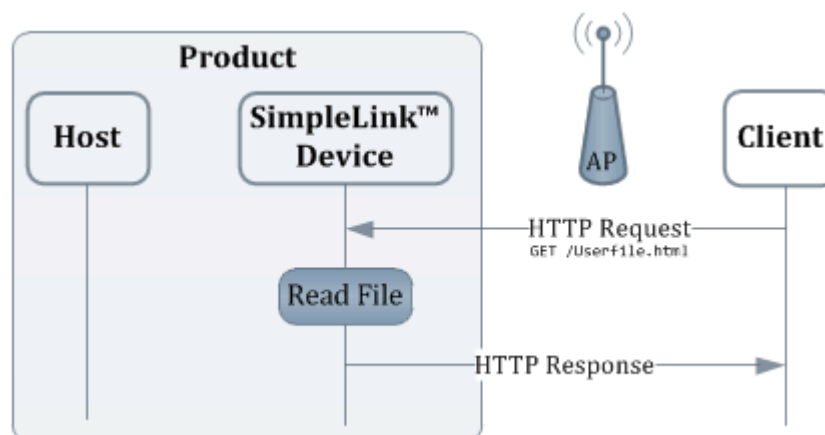 Product
Host
SimpleLink™
Device
AP
Client
HTTP Request
GET /Userfile.html
Read File
HTTP Response